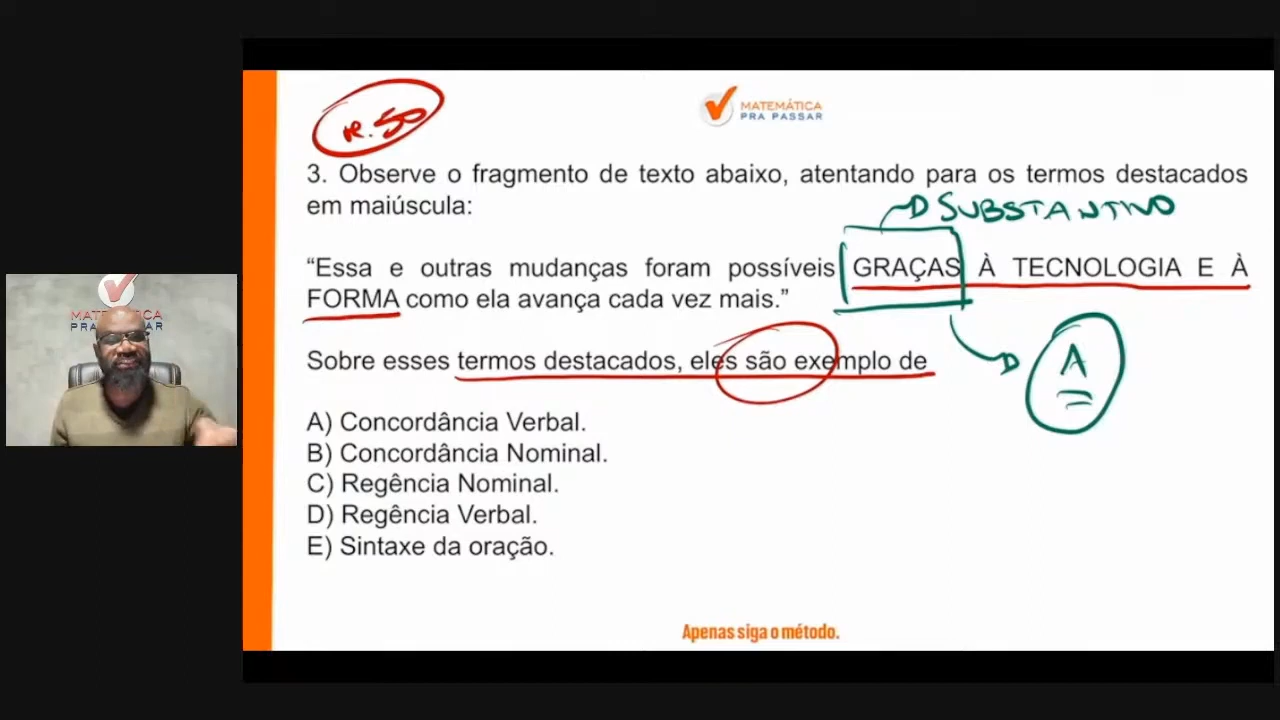 MATEMÁTICA
PRA PASSAR
3. Observe o fragmento de texto abaixo, atentando para os termos destacados
em maiúscula:
SUBSTANTIVO
“Essa e outras mudanças foram possíveis GRAÇAS À TECNOLOGIA E À
FORMA como ela avança cada vez mais.”
Sobre esses termos destacados, eles são exemplo de
A
A) Concordância Verbal.
B) Concordância Nominal.
C) Regência Nominal.
D) Regência Verbal.
E) Sintaxe da oração.
Apenas siga o método.
MATEMÁTICA
PRA PASSAR